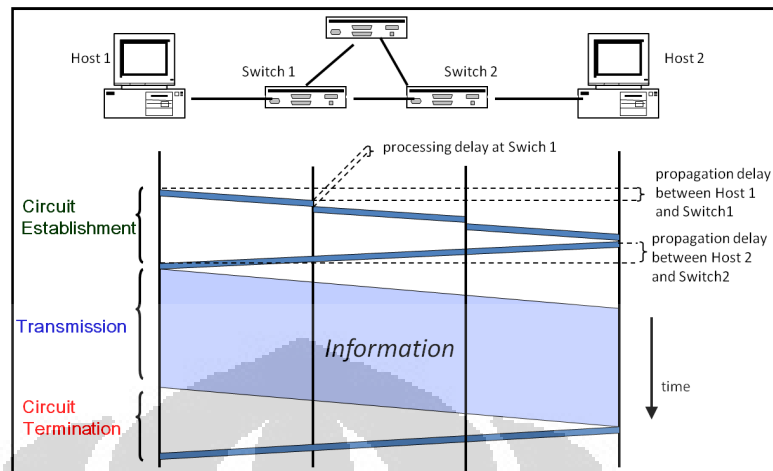 Host 1
Switch 1
Switch 2
Host 2
processing delay at Swich 1
propagation delay
between Host 1
and Switch1
Circuit
Establishment
propagation delay
between Host 2
and Switch2
Transmission
Information
time
Circuit
Termination